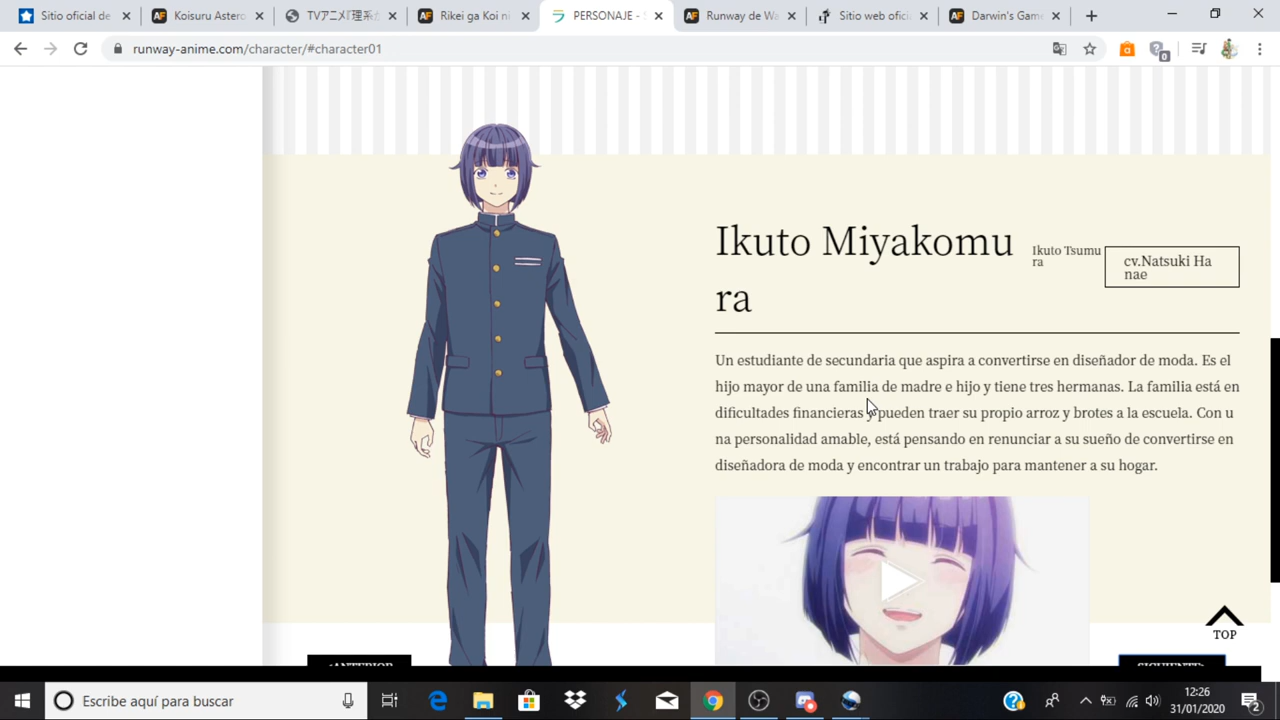 Sitio oficial de
Koisuru Astero
TVアニメ『理系が
Rikei ga Koi ni
PERSONAJE - S
Runway de Wa
Sitio web ofici
Darwin's Game
runway-anime.com/character/#character01
Ikuto Miyakomu
ra
Ikuto Tsumu
ra
cv.Natsuki Ha
nae
Un estudiante de secundaria que aspira a convertirse en diseñador de moda. Es el
hijo mayor de una familia de madre e hijo y tiene tres hermanas. La familia está en
dificultades financieras y pueden traer su propio arroz y brotes a la escuela. Con u
na personalidad amable, está pensando en renunciar a su sueño de convertirse en
diseñadora de moda y encontrar un trabajo para mantener a su hogar.
TOP
<ANTERIOR
SIGUIENTE>
Escribe aquí para buscar
12:26
31/01/2020